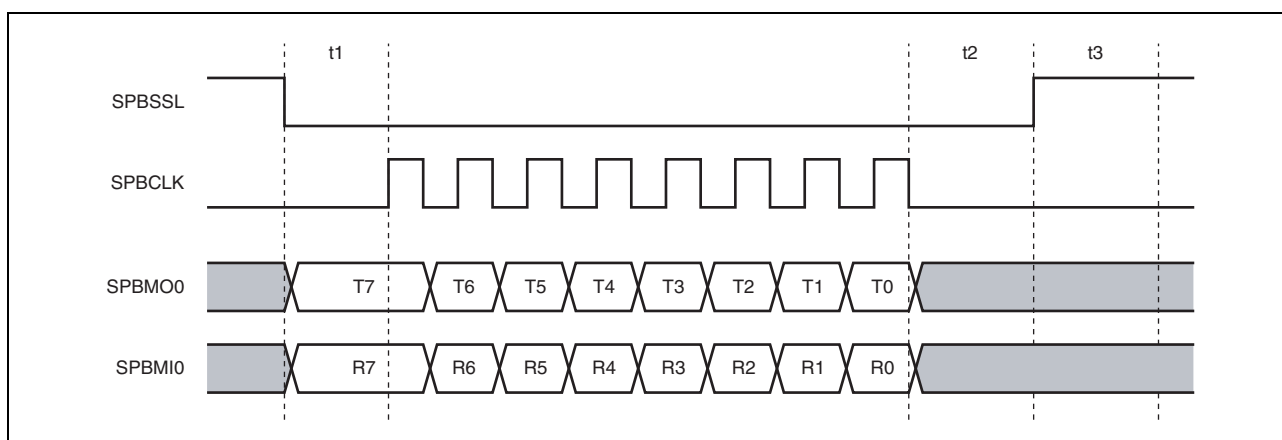 t1 t2 t3
SPBSSL
SPBCLK
SPBMO0 T7 T6 T5 T4 T3 T2 T1 T0
SPBMI0 R7 R6 R5 R4 R3 R2 R1 R0